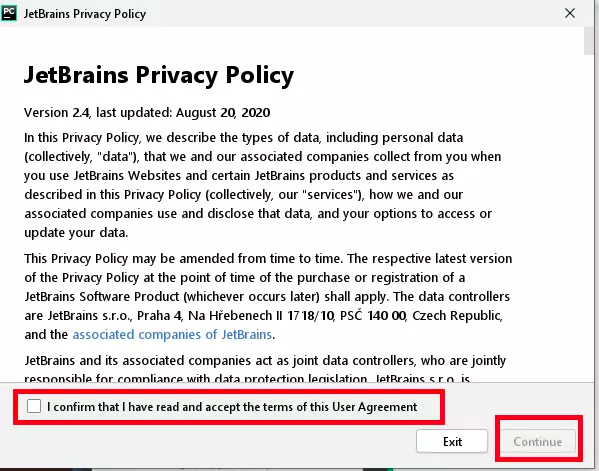 PC JetBrains Privacy Policy
JetBrains Privacy Policy
Version 2.4, last updated: August 20, 2020
In this Privacy Policy, we describe the types of data, including personal data
(collectively, "data"), that we and our associated companies collect from you when
you use JetBrains Websites and certain JetBrains products and services as
described in this Privacy Policy (collectively, our "services"), how we and our
associated companies use and disclose that data, and your options to access or
update your data.
This Privacy Policy may be amended from time to time. The respective latest version
of the Privacy Policy at the point of time of the purchase or registration of a
JetBrains Software Product (whichever occurs later) shall apply. The data controllers
are JetBrains s.r.o., Praha 4, Na Hřebenech II 1718/10, PSČ 140 00, Czech Republic,
and the associated companies of JetBrains.
JetBrains and its associated companies act as joint data controllers, who are jointly
responsible for compliance with data protection legislation. JetBrains s.r.o. is
I confirm that I have read and accept the terms of this User Agreement
Exit Continue